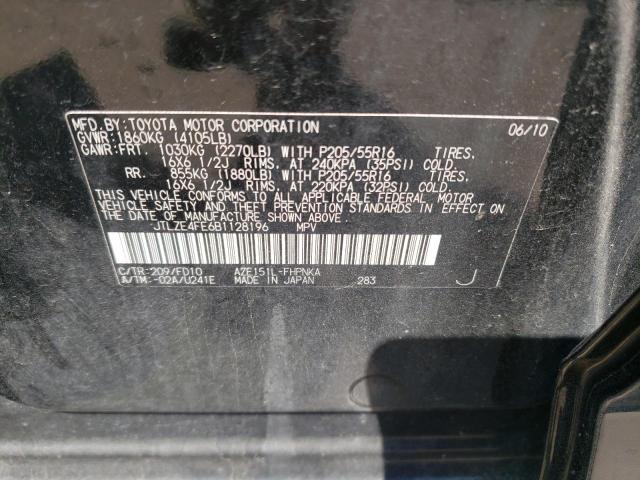 MFD.BY:TOYOTA MOTOR CORPORATION 06/10
GVWR:1860KG (4105LB)
GAWR:FRT 1030KG (2270LB) WITH P205/55R16 TIRES.
16X6 1/2J RIMS. AT 240KPA (35PSI) COLD.
RR. 855KG (1880LB) WITH P205/55R16 TIRES.
16X6 1/2J RIMS. AT 220KPA (32PSI) COLD.
THIS VEHICLE CONFORMS TO ALL APPLICABLE FEDERAL MOTOR
VEHICLE SAFETY AND THEFT PREVENTION STANDARDS IN EFFECT
ON THE DATE OF MANUFACTURE SHOWN ABOVE.
JTLZE4FE6B1128196 MPV
C/TR:209/FD10 AZE151L-FHPNKA
A/TM:-02A/U241E MADE IN JAPAN 283 J